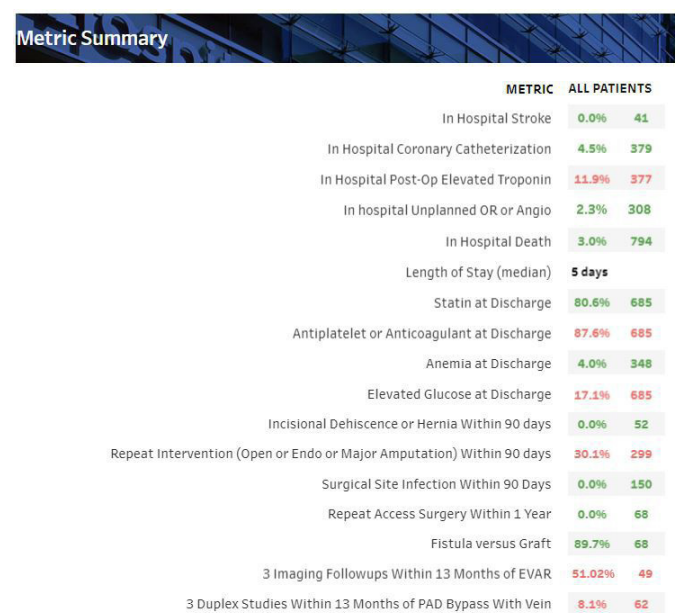 Metric Summary
METRIC ALL PATIENTS
In Hospital Stroke 0.0% 41
In Hospital Coronary Catheterization 4.5% 379
In Hospital Post-Op Elevated Troponin 11.9% 377
In hospital Unplanned OR or Angio 2.3% 308
In Hospital Death 3.0% 794
Length of Stay (median) 5 days
Statin at Discharge 80.6% 685
Antiplatelet or Anticoagulant at Discharge 87.6% 685
Anemia at Discharge 4.0% 348
Elevated Glucose at Discharge 17.1% 685
Incisional Dehiscence or Hernia Within 90 days 0.0% 52
Repeat Intervention (Open or Endo or Major Amputation) Within 90 days 30.1% 299
Surgical Site Infection Within 90 Days 0.0% 150
Repeat Access Surgery Within 1 Year 0.0% 68
Fistula versus Graft 89.7% 68
3 Imaging Followups Within 13 Months of EVAR 51.02% 49
3 Duplex Studies Within 13 Months of PAD Bypass With Vein 8.1% 62